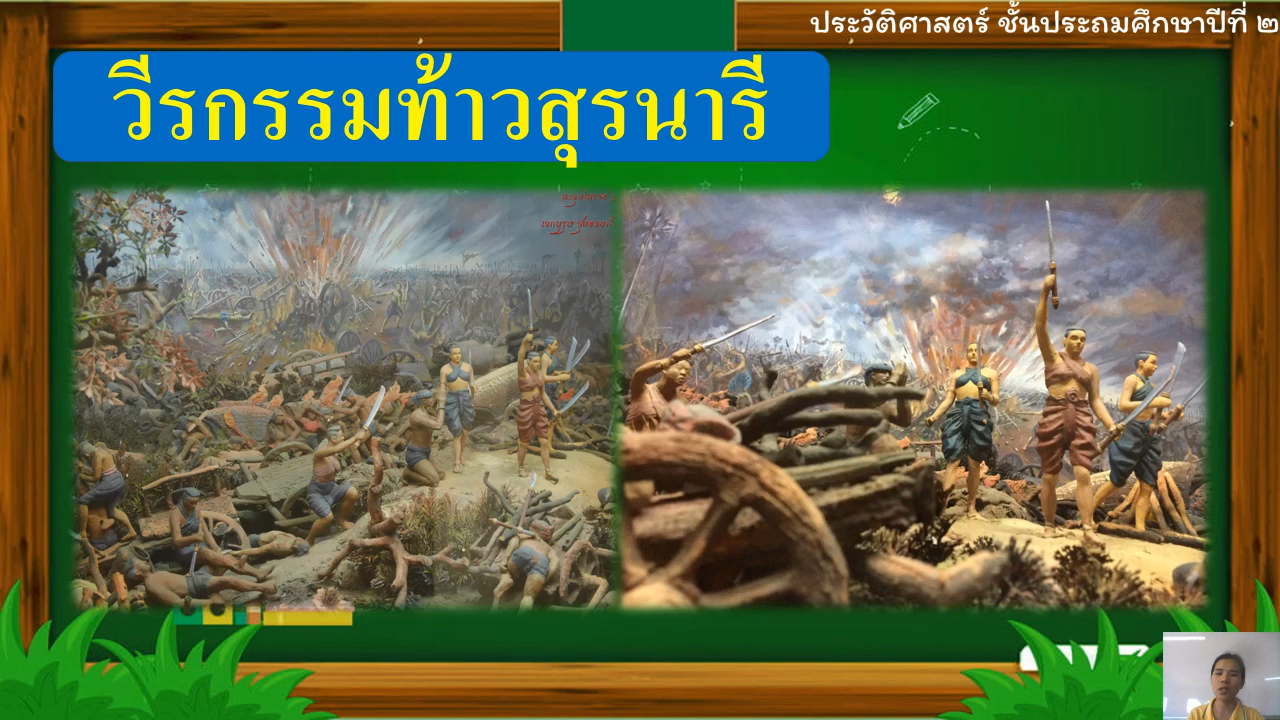 ประวัติศาสตร์ ชั้นประถมศึกษาปีที่ ๒
วีรกรรมท้าวสุรนารี